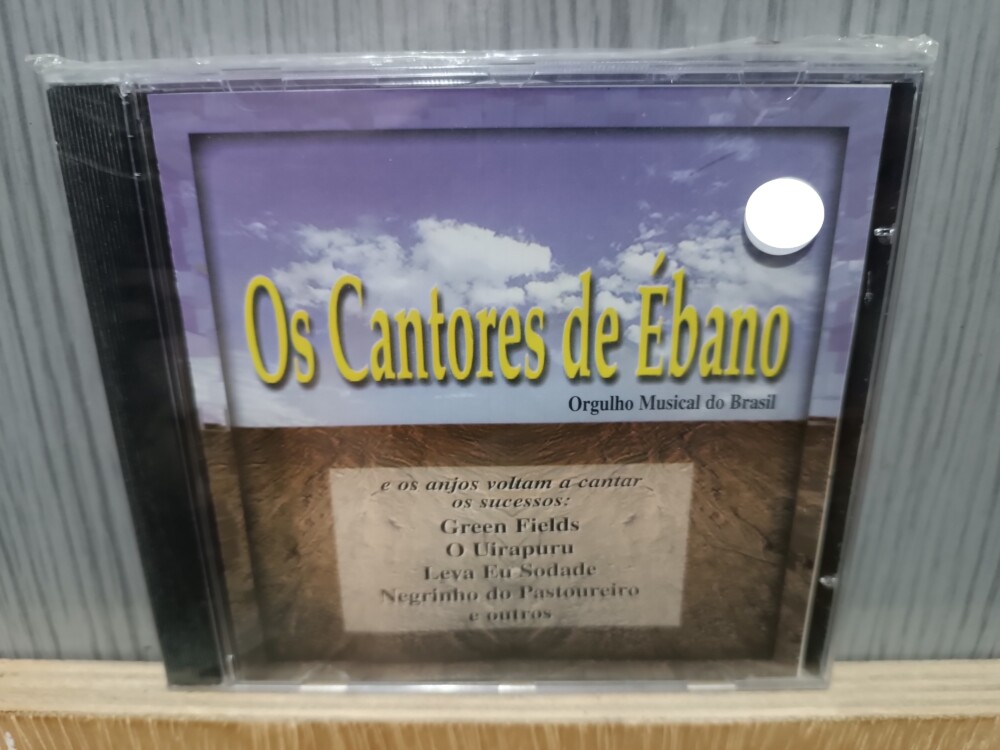 Os Cantores de Ébano
Orgulho Musical do Brasil
e os anjos voltam a cantar
os sucessos:
Green Fields
O Uirapuru
Leva Eu Sodade
Negrinho do Pastoureiro
e outros